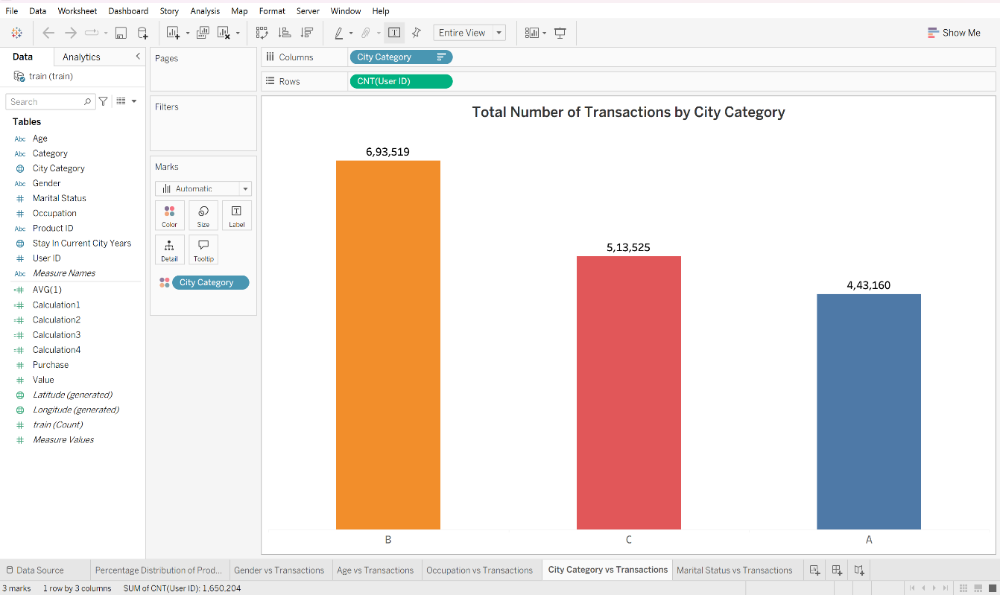 File Data Worksheet Dashboard Story Analysis Map Format Server Window Help
Entire View
Show Me
Data Analytics
train (train)
Search
Tables
Abc Age
Abc Category
City Category
Abc Gender
Marital Status
Occupation
Abc Product ID
Stay In Current City Years
User ID
Abc Measure Names
AVG(1)
Calculation1
Calculation2
Calculation3
Calculation4
Purchase
Value
Latitude (generated)
Longitude (generated)
train (Count)
Measure Values
Pages
Filters
Marks
Automatic
Color Size Label
Detail Tooltip
City Category
Columns City Category
Rows CNT(User ID)
Total Number of Transactions by City Category
6,93,519
5,13,525
4,43,160
B C A
Data Source Percentage Distribution of Prod... Gender vs Transactions Age vs Transactions Occupation vs Transactions City Category vs Transactions Marital Status vs Transactions
3 marks 1 row by 3 columns SUM of CNT(User ID): 1,650,204